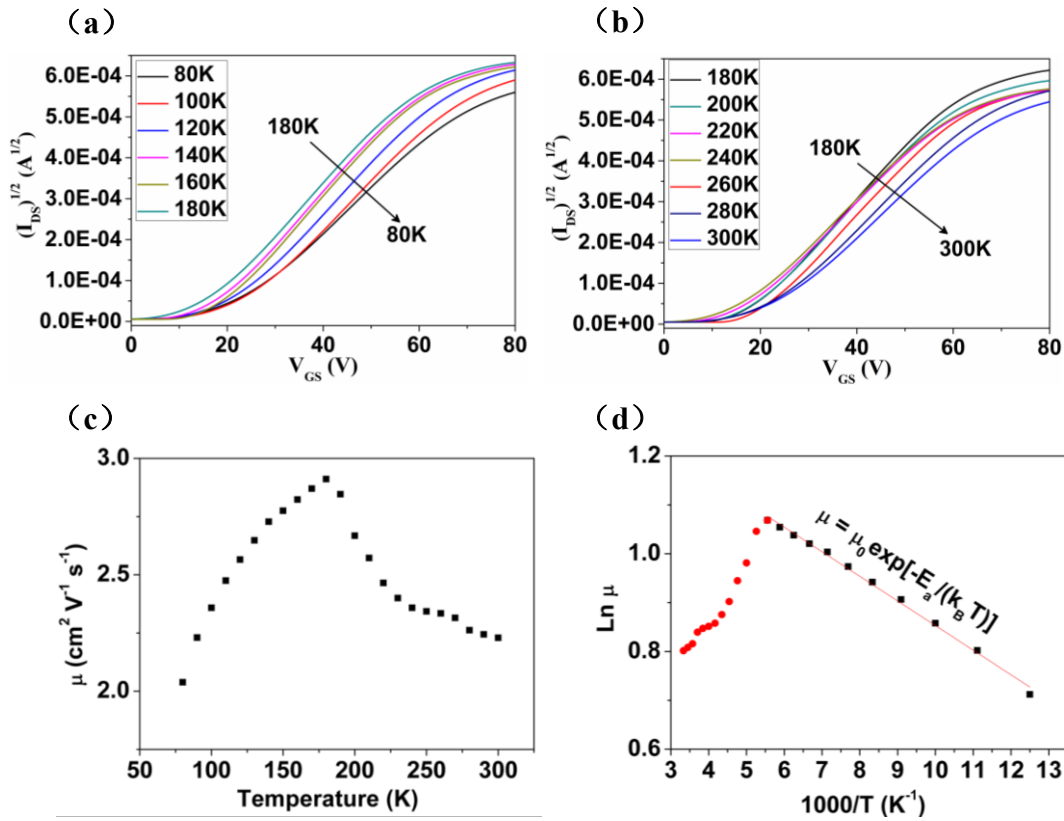 （a）
6.0E-04
5.0E-04
4.0E-04
3.0E-04
2.0E-04
1.0E-04
0.0E+00
(I_DS)^1/2 (A^1/2)
80K
100K
120K
140K
160K
180K
180K
80K
0 20 40 60 80
V_GS (V)
（b）
6.0E-04
5.0E-04
4.0E-04
3.0E-04
2.0E-04
1.0E-04
0.0E+00
(I_DS)^1/2 (A^1/2)
180K
200K
220K
240K
260K
280K
300K
180K
300K
0 20 40 60 80
V_GS (V)
（c）
3.0
2.5
2.0
μ (cm² V⁻¹ s⁻¹)
50 100 150 200 250 300
Temperature (K)
（d）
1.2
1.0
0.8
0.6
Ln μ
μ = μ₀ exp[-E_a/(k_B T)]
3 4 5 6 7 8 9 10 11 12 13
1000/T (K⁻¹)